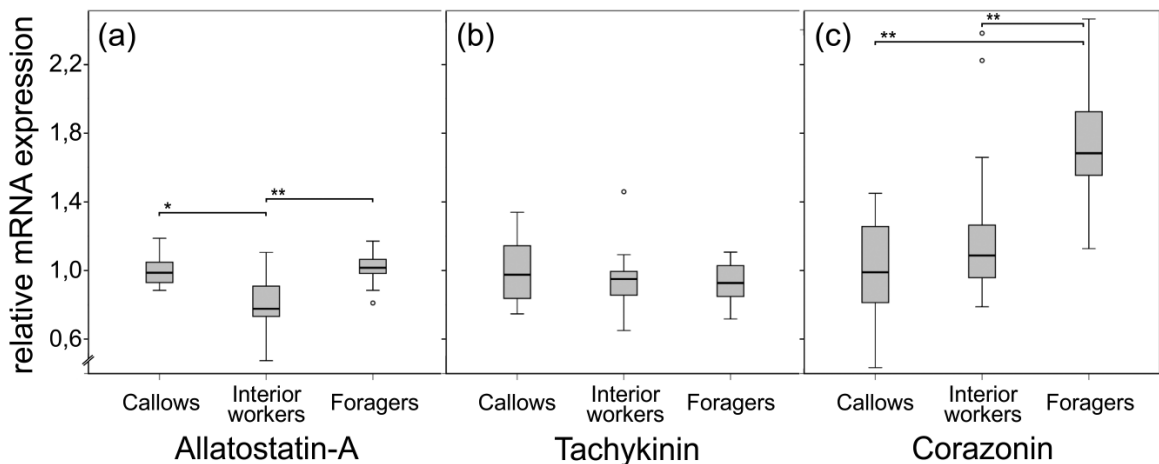 relative mRNA expression
2,2
1,8
1,4
1,0
0,6
(a)
*
**
Callows
Interior
workers
Foragers
Allatostatin-A
(b)
Callows
Interior
workers
Foragers
Tachykinin
(c)
**
**
Callows
Interior
workers
Foragers
Corazonin